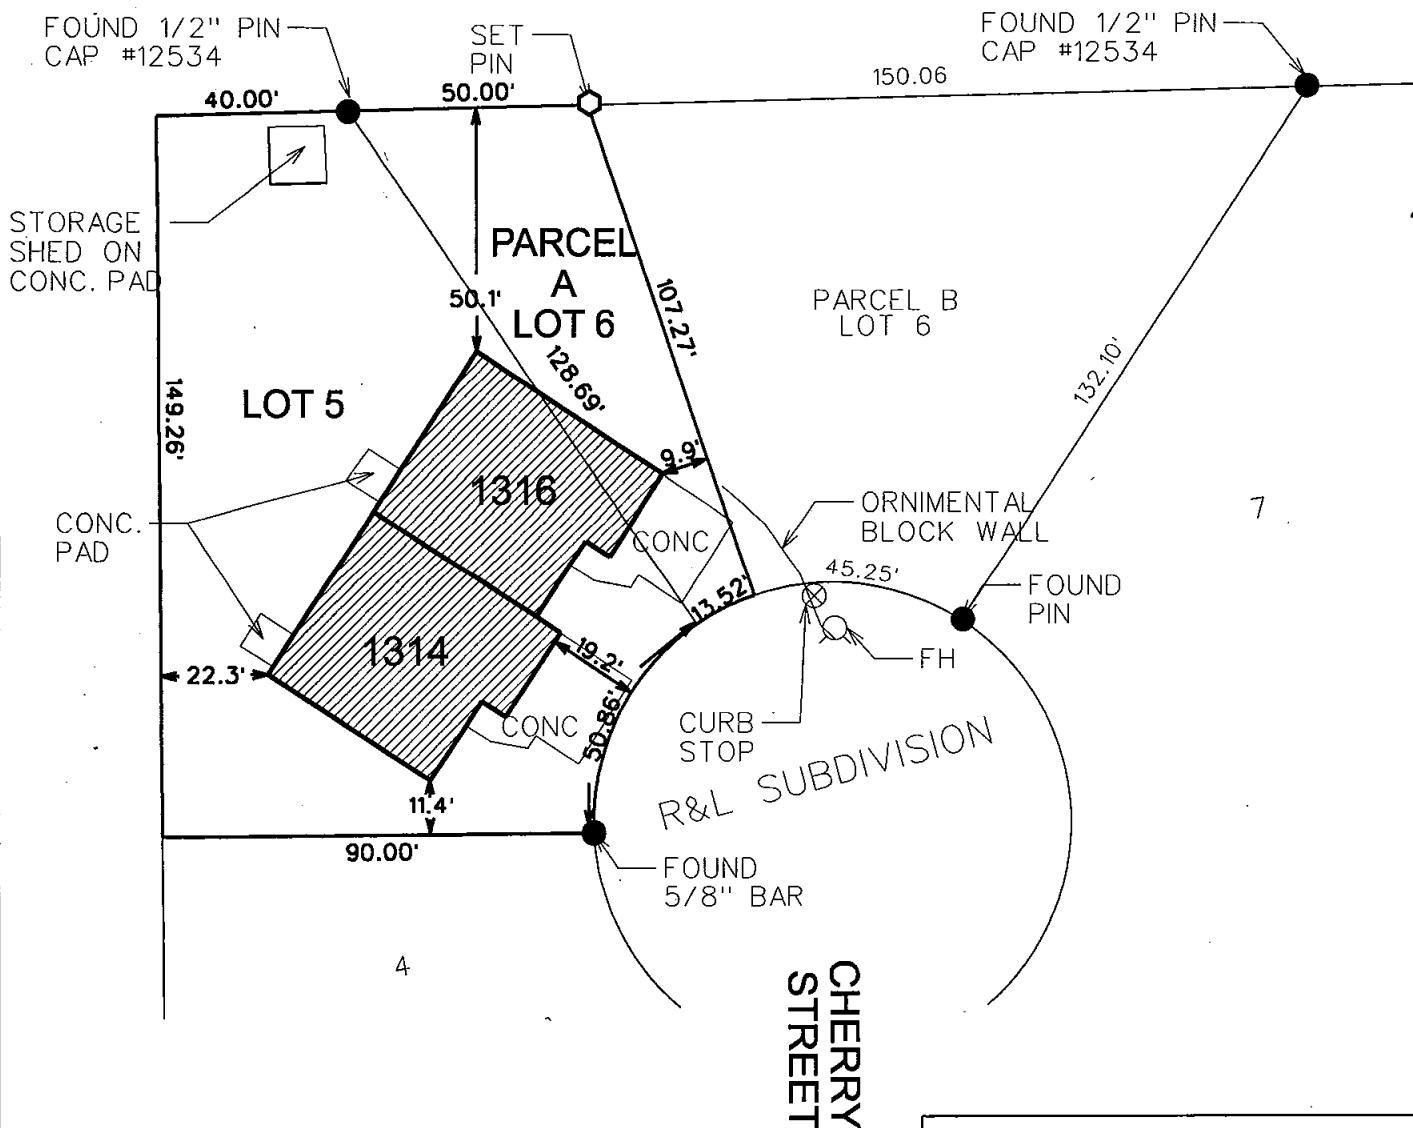 FOUND 1/2" PIN
CAP #12534
SET
PIN
FOUND 1/2" PIN
CAP #12534
40.00'
50.00'
150.06
STORAGE
SHED ON
CONC. PAD
PARCEL
A
LOT 6
50.1'
107.27'
PARCEL B
LOT 6
128.69'
132.10'
LOT 5
149.26'
9.9'
1316
ORNIMENTAL
BLOCK WALL
7
CONC.
PAD
CONC
45.25'
FOUND
PIN
13.52'
1314
19.2'
FH
22.3'
50.86'
CONC
CURB
STOP
R&L SUBDIVISION
11.4'
90.00'
FOUND
5/8" BAR
4
CHERRY
STREET